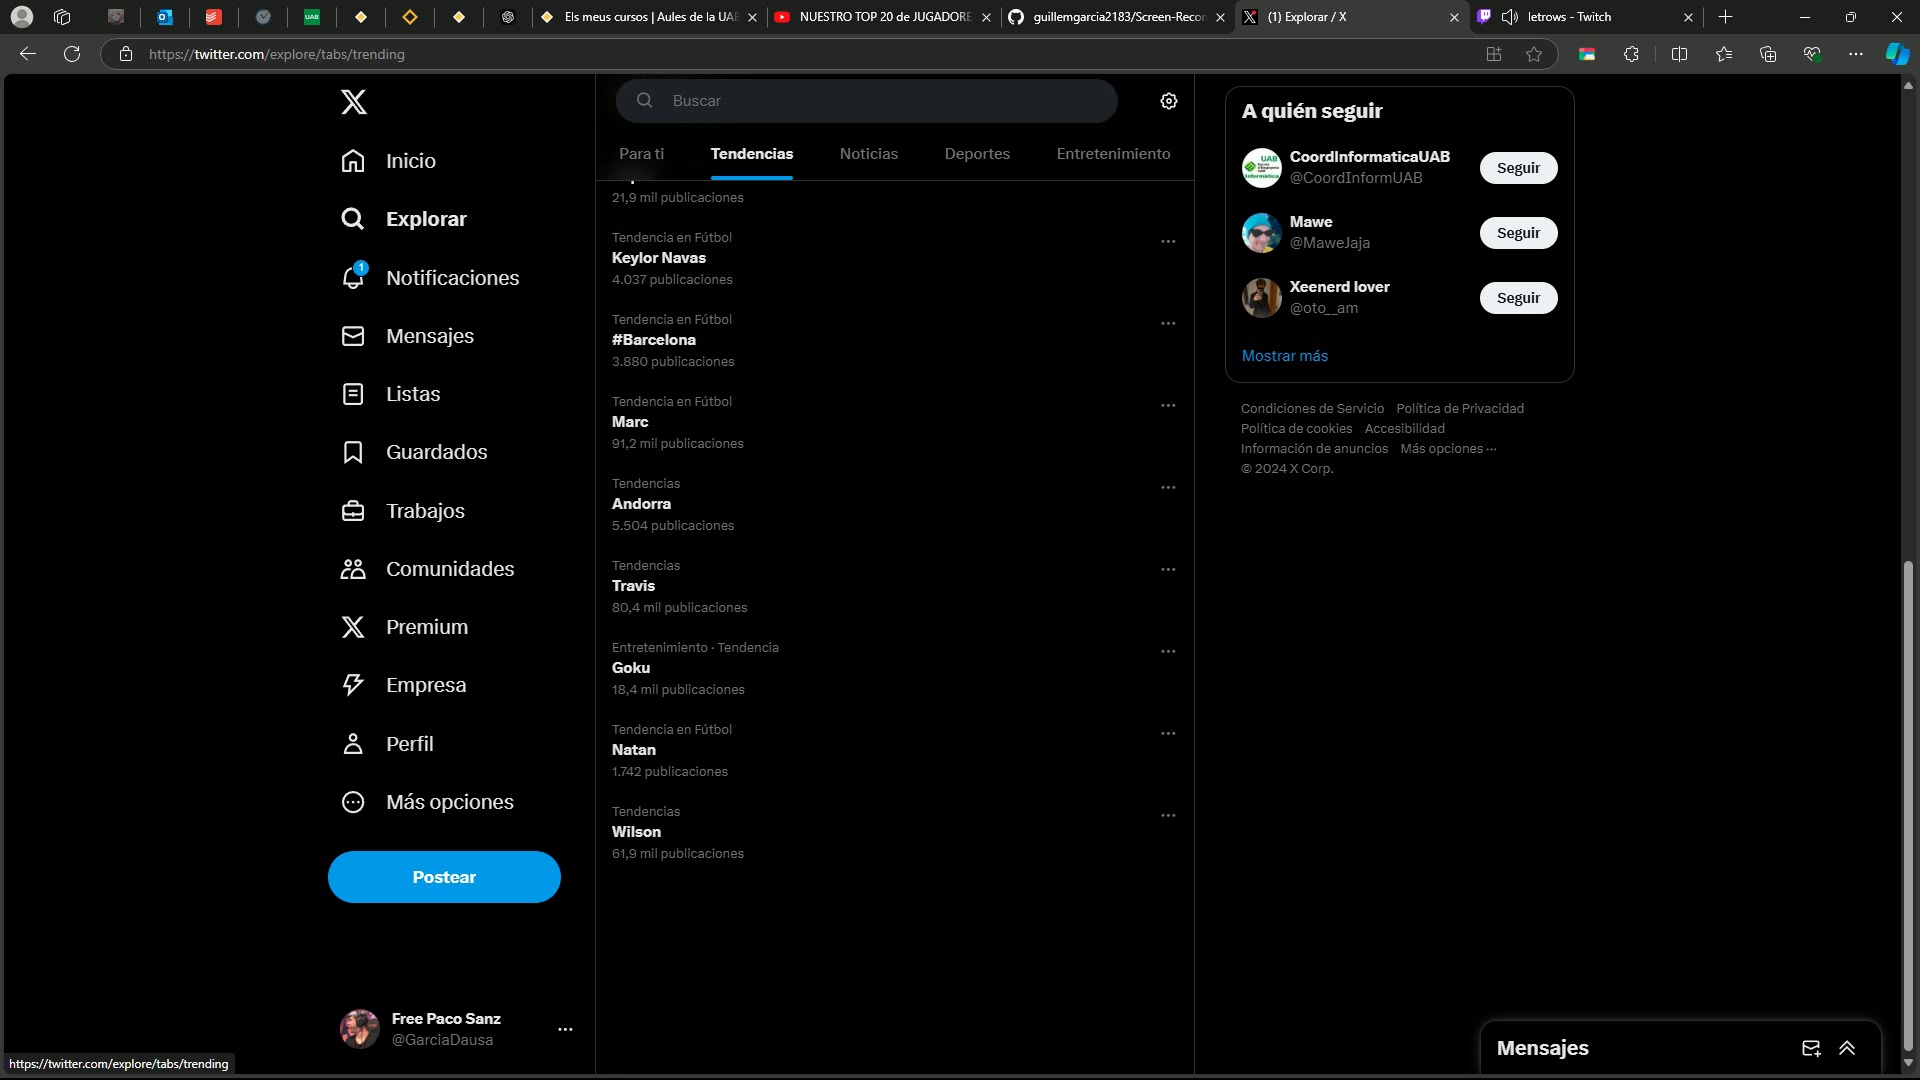 UAB
Els meus cursos | Aules de la UAB
NUESTRO TOP 20 de JUGADORE
guillemgarcia2183/Screen-Recor
(1) Explorar / X
letrows - Twitch
https://twitter.com/explore/tabs/trending
Buscar
Para ti
Tendencias
Noticias
Deportes
Entretenimiento
Inicio
Explorar
1
Notificaciones
Mensajes
Listas
Guardados
Trabajos
Comunidades
Premium
Empresa
Perfil
Más opciones
Postear
Free Paco Sanz
@GarciaDausa
21,9 mil publicaciones
Tendencia en Fútbol
Keylor Navas
4.037 publicaciones
Tendencia en Fútbol
#Barcelona
3.880 publicaciones
Tendencia en Fútbol
Marc
91,2 mil publicaciones
Tendencias
Andorra
5.504 publicaciones
Tendencias
Travis
80,4 mil publicaciones
Entretenimiento · Tendencia
Goku
18,4 mil publicaciones
Tendencia en Fútbol
Natan
1.742 publicaciones
Tendencias
Wilson
61,9 mil publicaciones
A quién seguir
UAB
Informàtica
CoordInformaticaUAB
@CoordInformUAB
Seguir
Mawe
@MaweJaja
Seguir
Xeenerd lover
@oto__am
Seguir
Mostrar más
Condiciones de Servicio Política de Privacidad
Política de cookies Accesibilidad
Información de anuncios Más opciones ···
© 2024 X Corp.
Mensajes
https://twitter.com/explore/tabs/trending